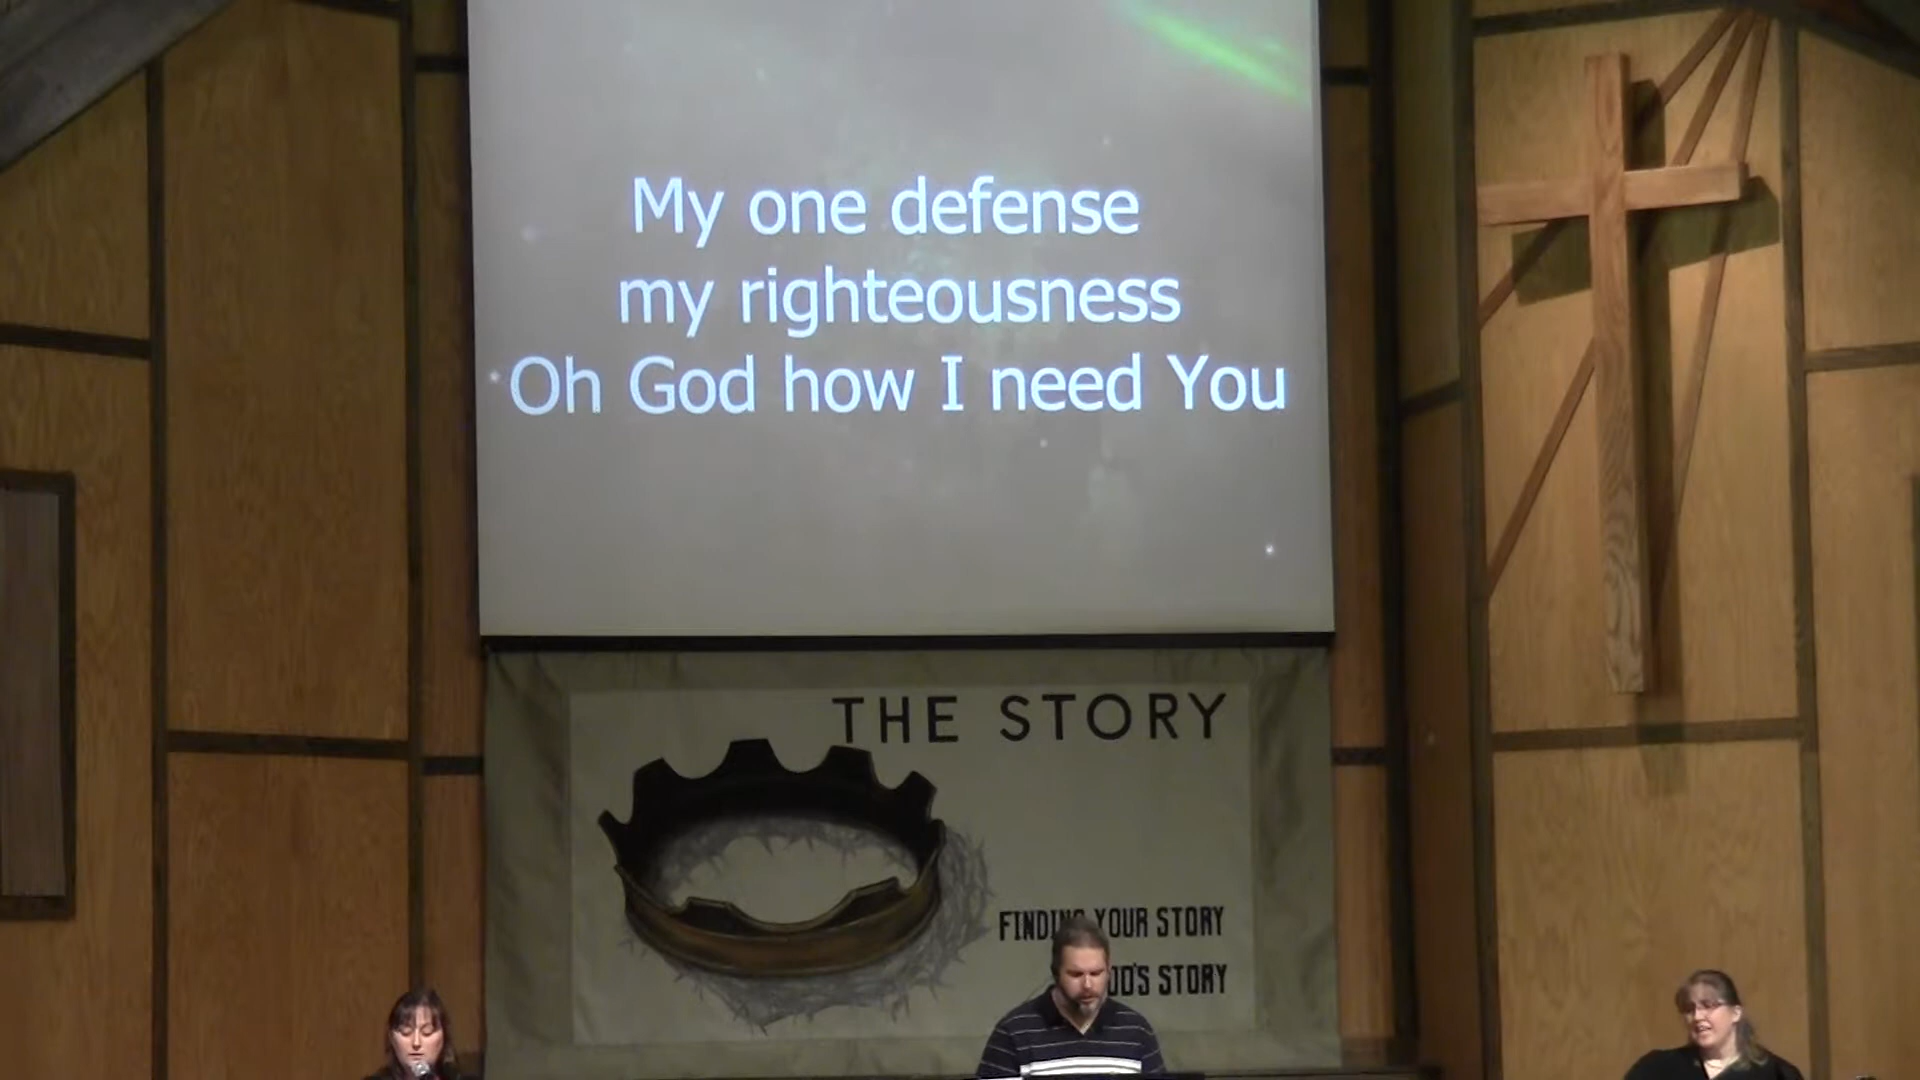 My one defense
my righteousness
Oh God how I need You
THE STORY
YOUR STORY
STORY